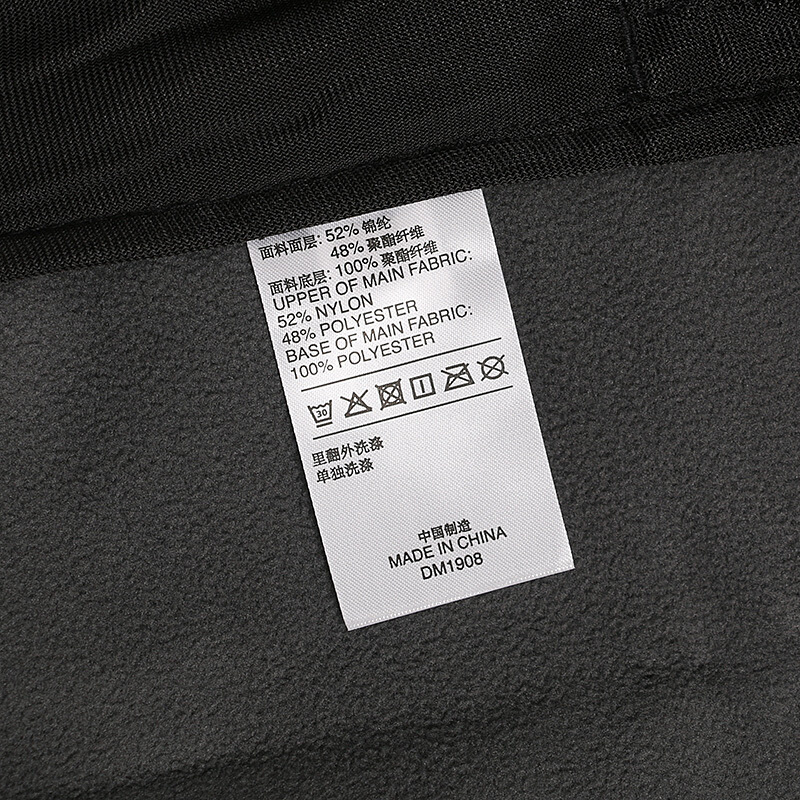 面料面层: 52% 锦纶
48% 聚酯纤维
面料底层: 100% 聚酯纤维
UPPER OF MAIN FABRIC:
52% NYLON
48% POLYESTER
BASE OF MAIN FABRIC:
100% POLYESTER
30
里翻外洗涤
单独洗涤
中国制造
MADE IN CHINA
DM1908